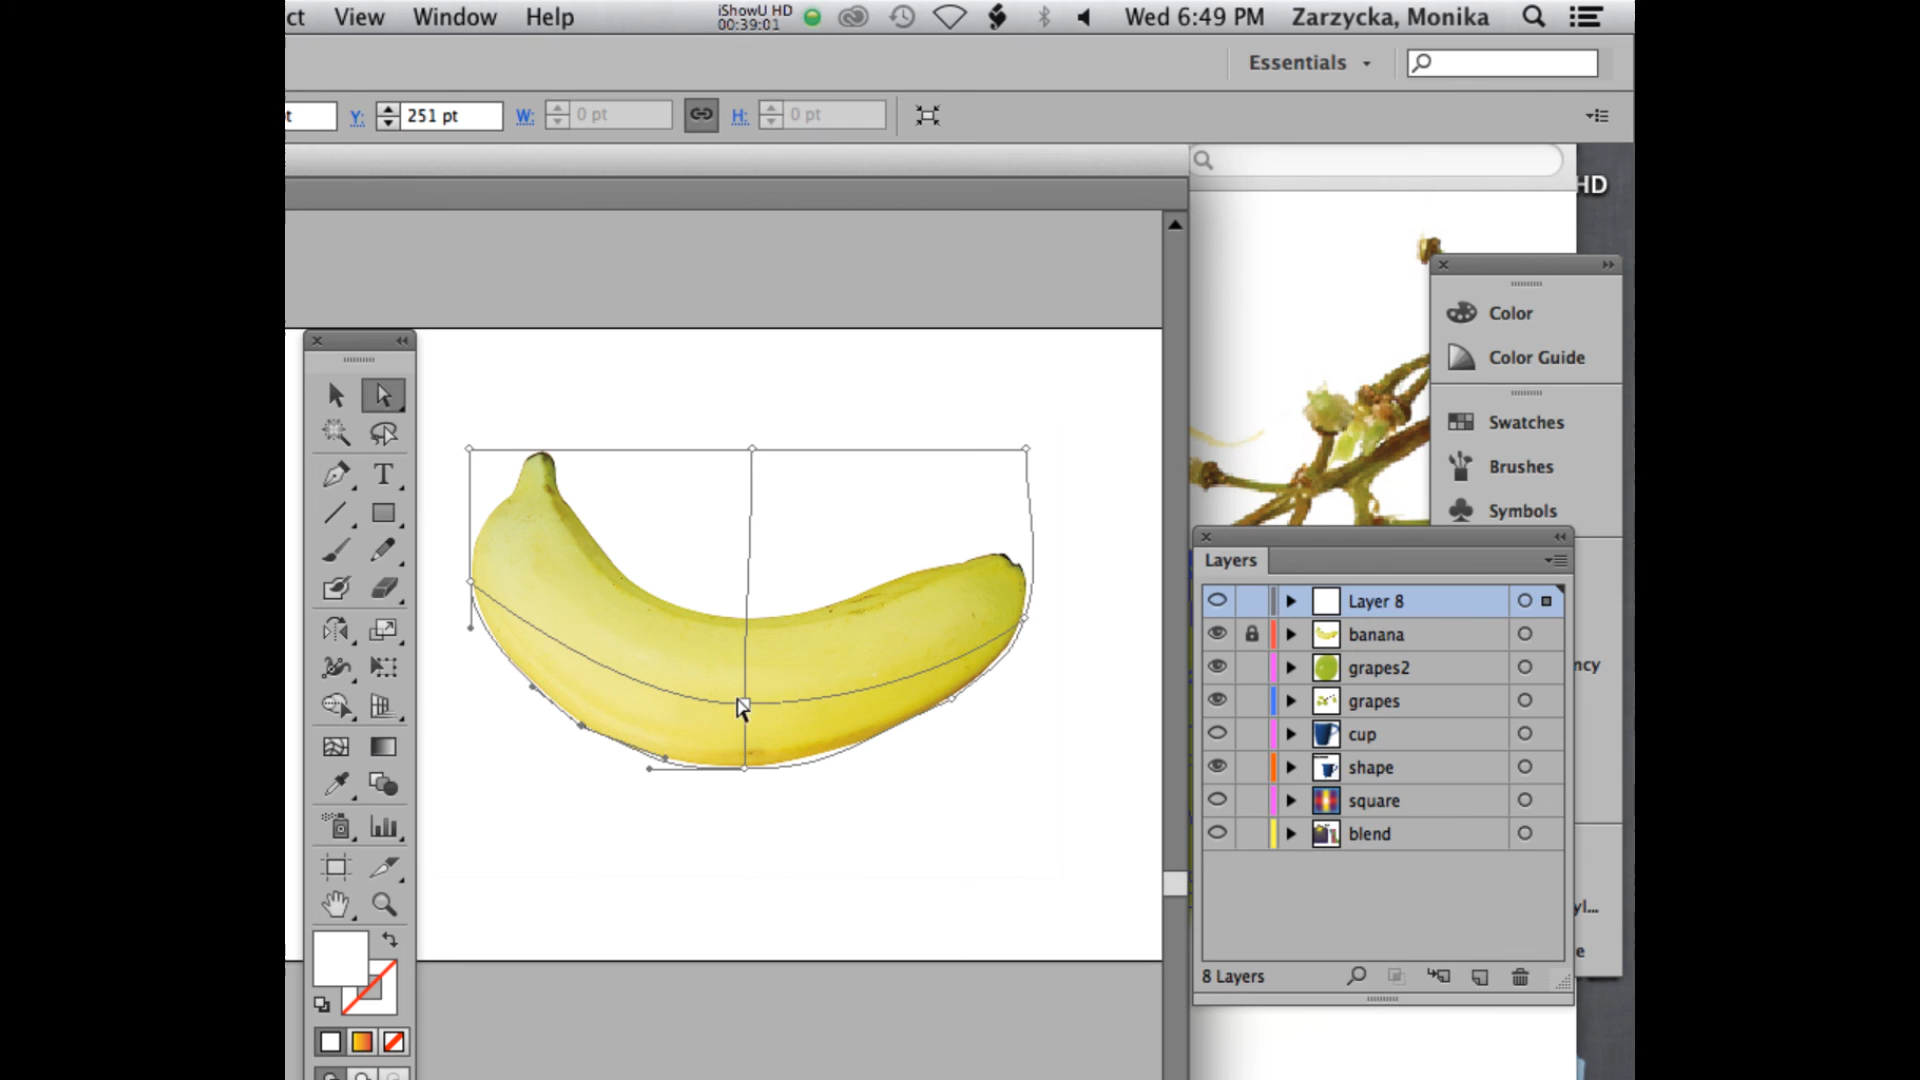 ct View Window Help iShowU HD 00:39:01 Wed 6:49 PM Zarzycka, Monika
Essentials
t Y: 251 pt W: 0 pt H: 0 pt
HD
Color
Color Guide
Swatches
Brushes
Symbols
T
Layers
Layer 8
banana
grapes2
ncy
grapes
cup
shape
square
blend
yl...
e
8 Layers